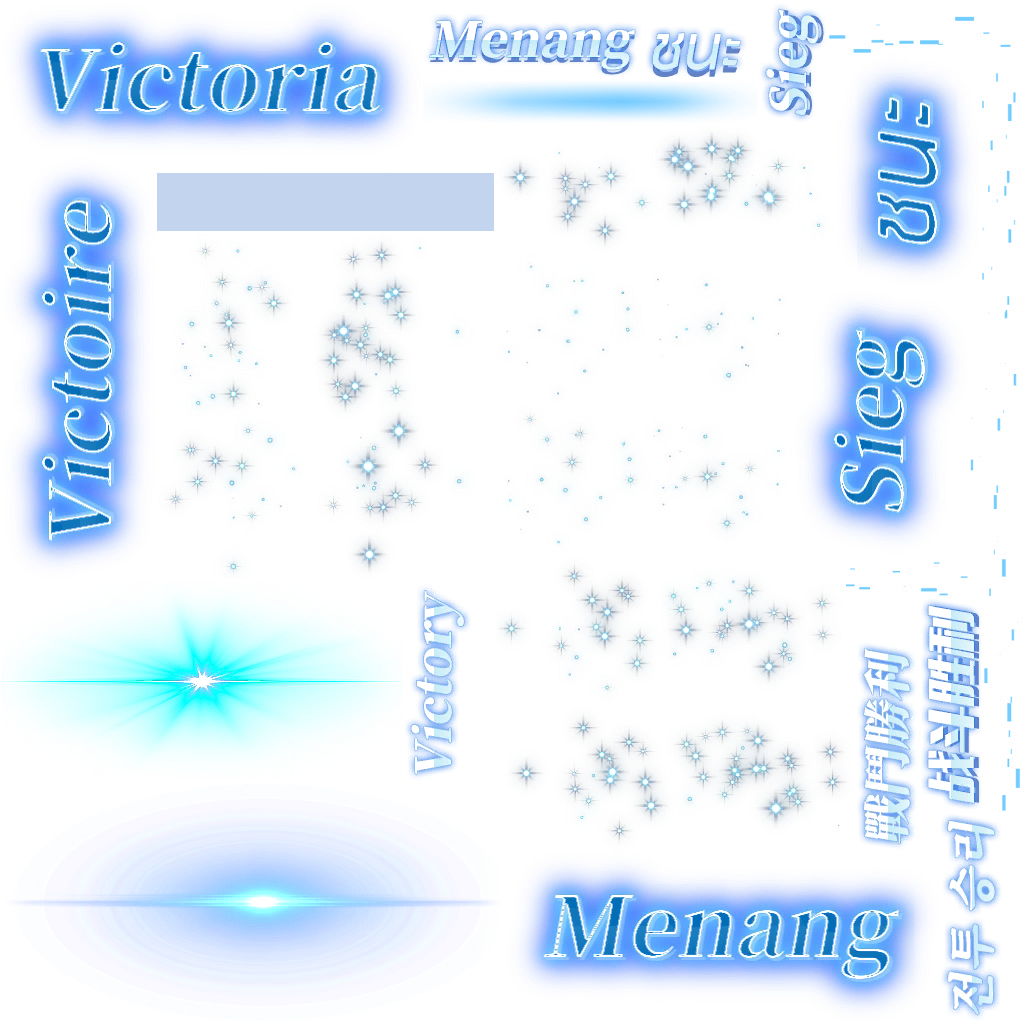 Victoria
Menang
ชนะ
Sieg
ชนะ
Victoire
Sieg
Victory
戰鬥勝利
战斗胜利
전투 승리
Menang